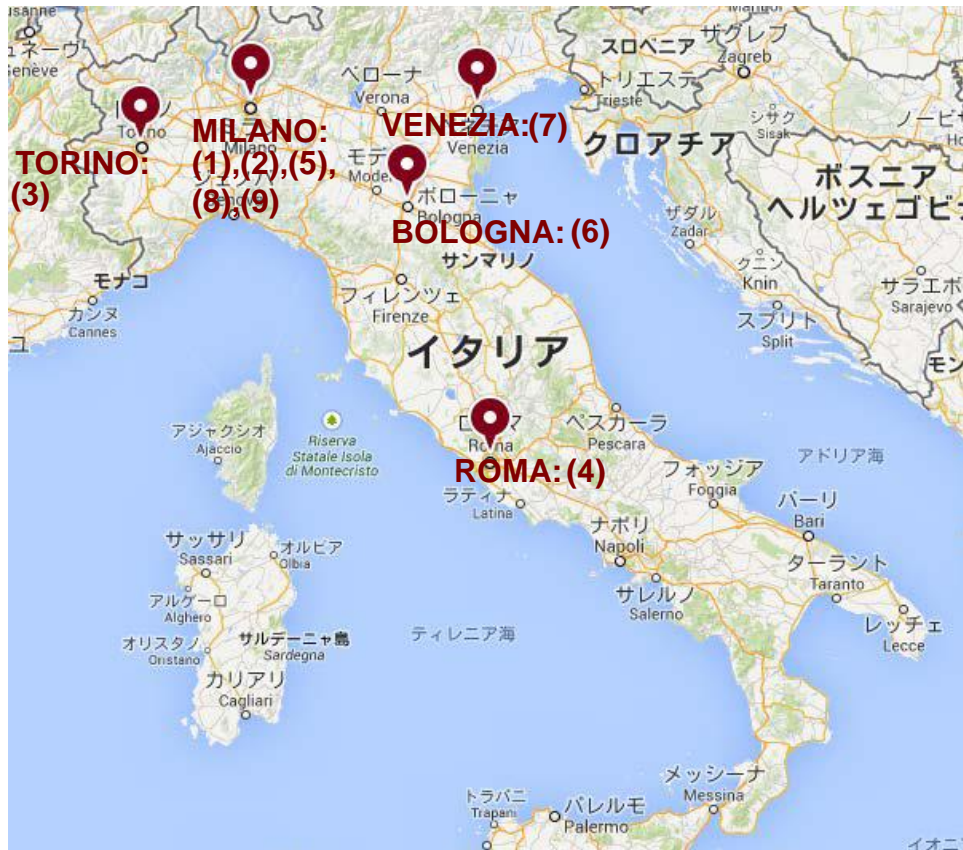 usanne
ュネーヴ
Genève
スロベニア
ザグレブ
Zagreb
トリエステ
Trieste
ベローナ
Verona
Torino
Milano
Venezia
TORINO:
(3)
MILANO:
(1),(2),(5),
(8),(9)
VENEZIA:(7)
クロアチア
シサク
Sisak
ボスニア
ヘルツェゴビ
モデ
ボローニャ
Bologna
BOLOGNA: (6)
サンマリノ
ザダル
Zadar
クニン
Knin
サラエボ
Sarajevo
スプリト
Split
モナコ
カンヌ
Cannes
フィレンツェ
Firenze
イタリア
モン
アジャクシオ
Ajaccio
Riserva
Statale Isola
di Montecristo
Roma
ROMA: (4)
ペスカーラ
Pescara
アドリア海
ラティナ
Latina
フォッジア
Foggia
バーリ
Bari
ナポリ
Napoli
サレルノ
Salerno
ターラント
Taranto
レッチェ
Lecce
サッサリ
Sassari
オルビア
Olbia
アルゲーロ
Alghero
オリスタノ
Oristano
サルデーニャ島
Sardegna
ティレニア海
カリアリ
Cagliari
メッシーナ
Messina
トラパニ
Trapani
パレルモ
Palermo
イオニ